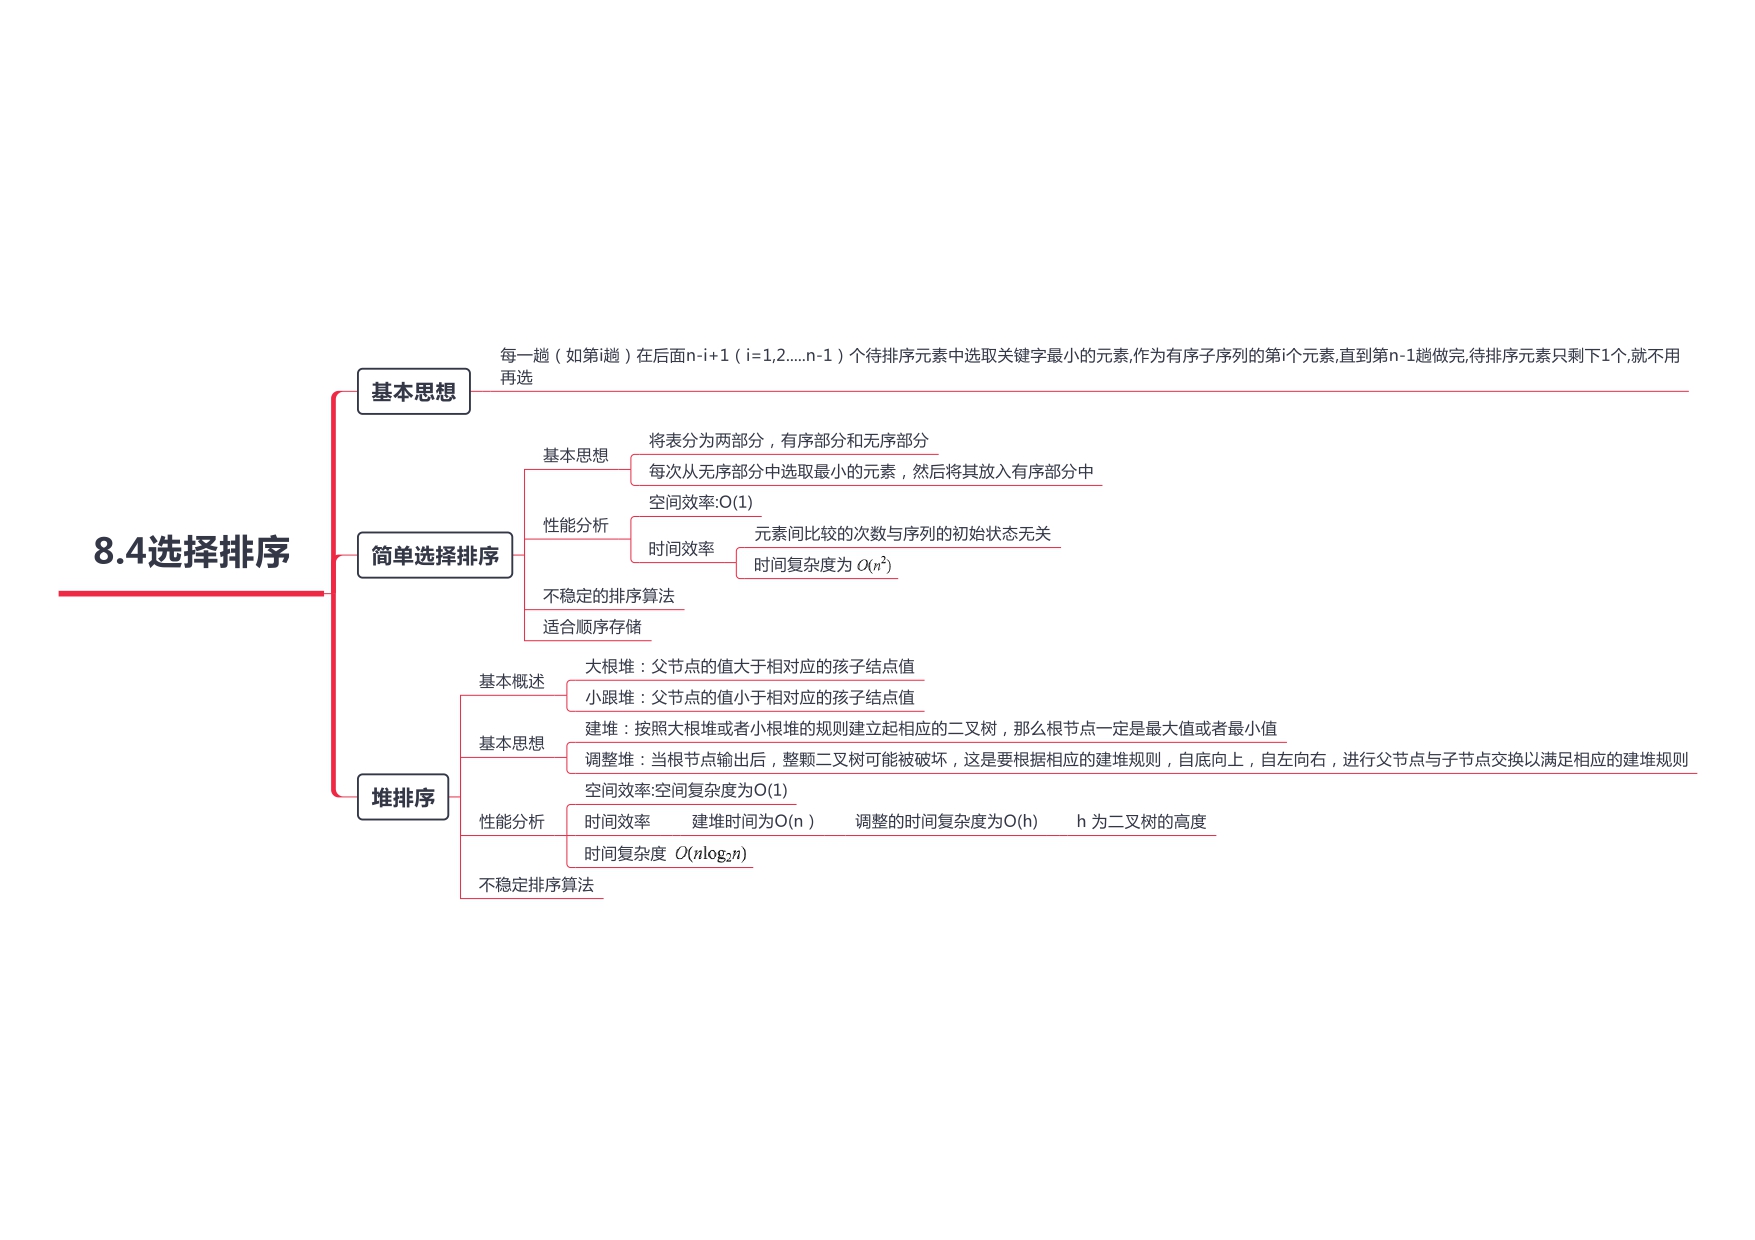 8.4选择排序
基本思想
每一趟（如第i趟）在后面n-i+1（i=1,2.....n-1）个待排序元素中选取关键字最小的元素,作为有序子序列的第i个元素,直到第n-1趟做完,待排序元素只剩下1个,就不用
再选
简单选择排序
基本思想
将表分为两部分，有序部分和无序部分
每次从无序部分中选取最小的元素，然后将其放入有序部分中
性能分析
空间效率:O(1)
时间效率
元素间比较的次数与序列的初始状态无关
时间复杂度为 O(n²)
不稳定的排序算法
适合顺序存储
堆排序
基本概述
大根堆：父节点的值大于相对应的孩子结点值
小跟堆：父节点的值小于相对应的孩子结点值
基本思想
建堆：按照大根堆或者小根堆的规则建立起相应的二叉树，那么根节点一定是最大值或者最小值
调整堆：当根节点输出后，整颗二叉树可能被破坏，这是要根据相应的建堆规则，自底向上，自左向右，进行父节点与子节点交换以满足相应的建堆规则
性能分析
空间效率:空间复杂度为O(1)
时间效率 建堆时间为O(n ) 调整的时间复杂度为O(h) h 为二叉树的高度
时间复杂度 O(nlog₂n)
不稳定排序算法